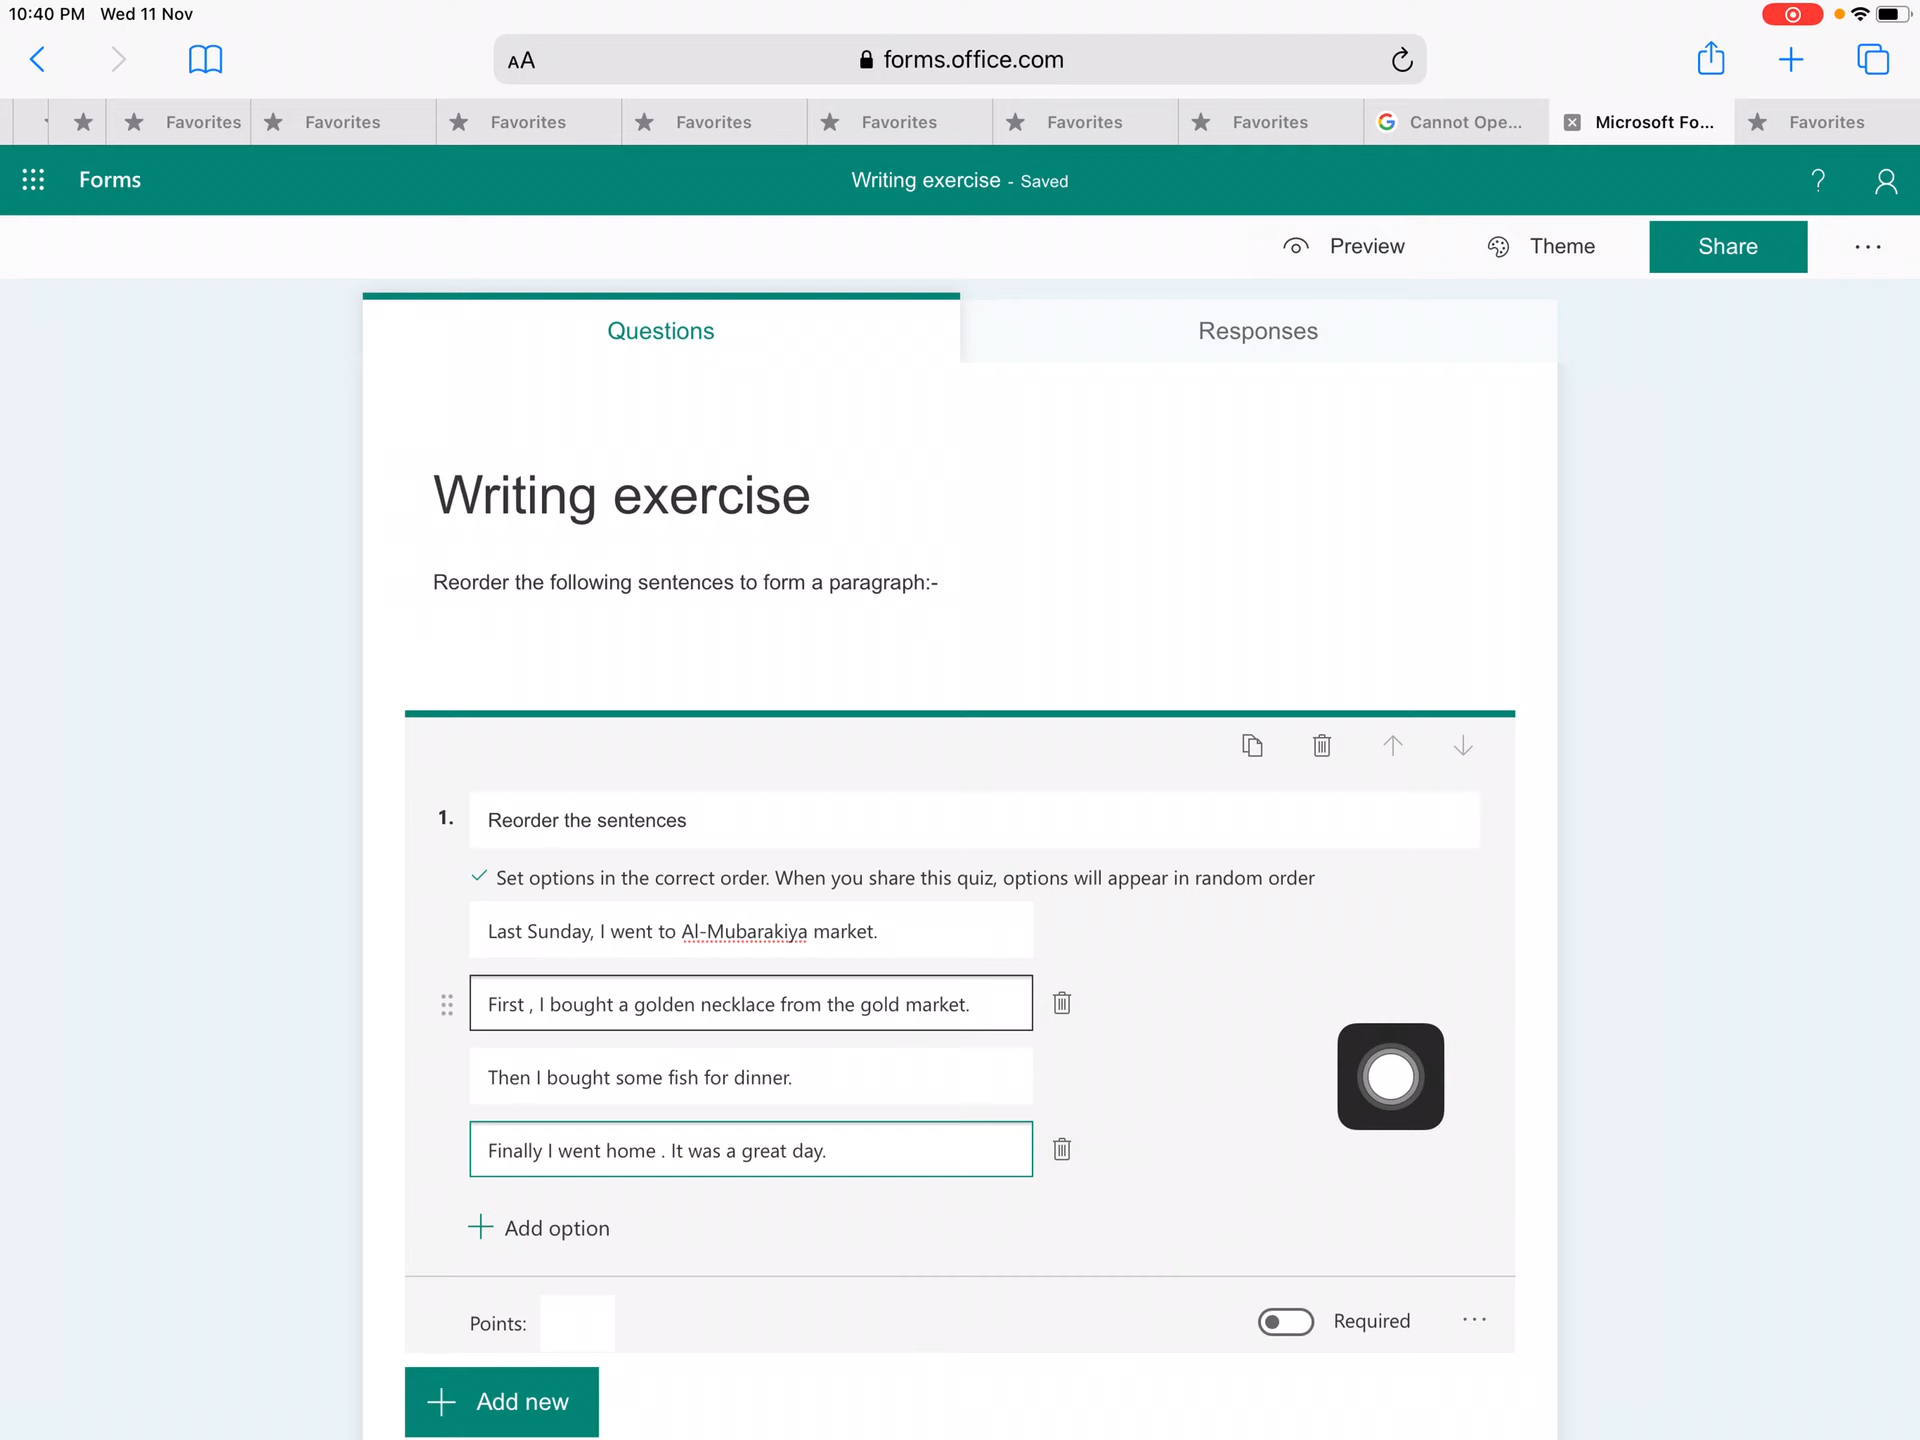 10:40 PM Wed 11 Nov
AA forms.office.com
Favorites Favorites Favorites Favorites Favorites Favorites Favorites Cannot Ope... Microsoft Fo... Favorites
Forms Writing exercise - Saved ?
Preview Theme Share ...
Questions Responses
Writing exercise
Reorder the following sentences to form a paragraph:-
1. Reorder the sentences
Set options in the correct order. When you share this quiz, options will appear in random order
Last Sunday, I went to Al-Mubarakiya market.
First , I bought a golden necklace from the gold market.
Then I bought some fish for dinner.
Finally I went home . It was a great day.
Add option
Points: Required ...
Add new